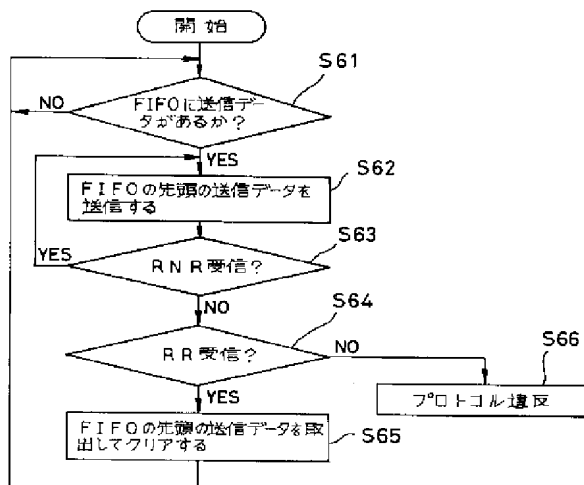 開始
S61
FIFOに送信デー
タがあるか?
NO
YES
S62
FIFOの先頭の送信データを
送信する
S63
YES
RNR受信?
NO
S64
RR受信?
NO
S66
YES
プロトコル違反
FIFOの先頭の送信データを取
出してクリアする
S65